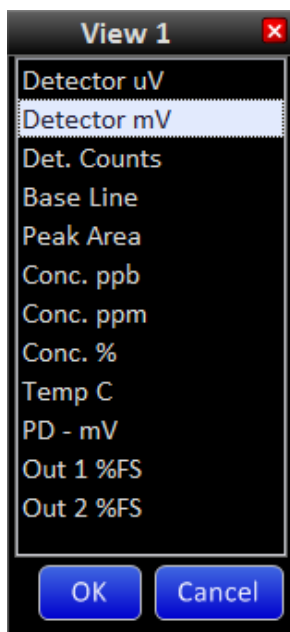 View 1
Detector uV
Detector mV
Det. Counts
Base Line
Peak Area
Conc. ppb
Conc. ppm
Conc. %
Temp C
PD - mV
Out 1 %FS
Out 2 %FS
OK Cancel